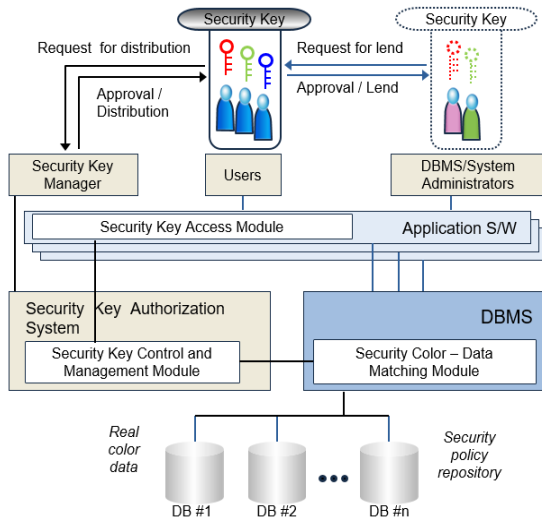 Security Key
Security Key
Request for distribution
Request for lend
Approval /
Distribution
Approval / Lend
Security Key
Manager
Users
DBMS/System
Administrators
Security Key Access Module
Application S/W
Security Key Authorization
System
DBMS
Security Key Control and
Management Module
Security Color – Data
Matching Module
Real
color
data
Security
policy
repository
DB #1
DB #2
DB #n